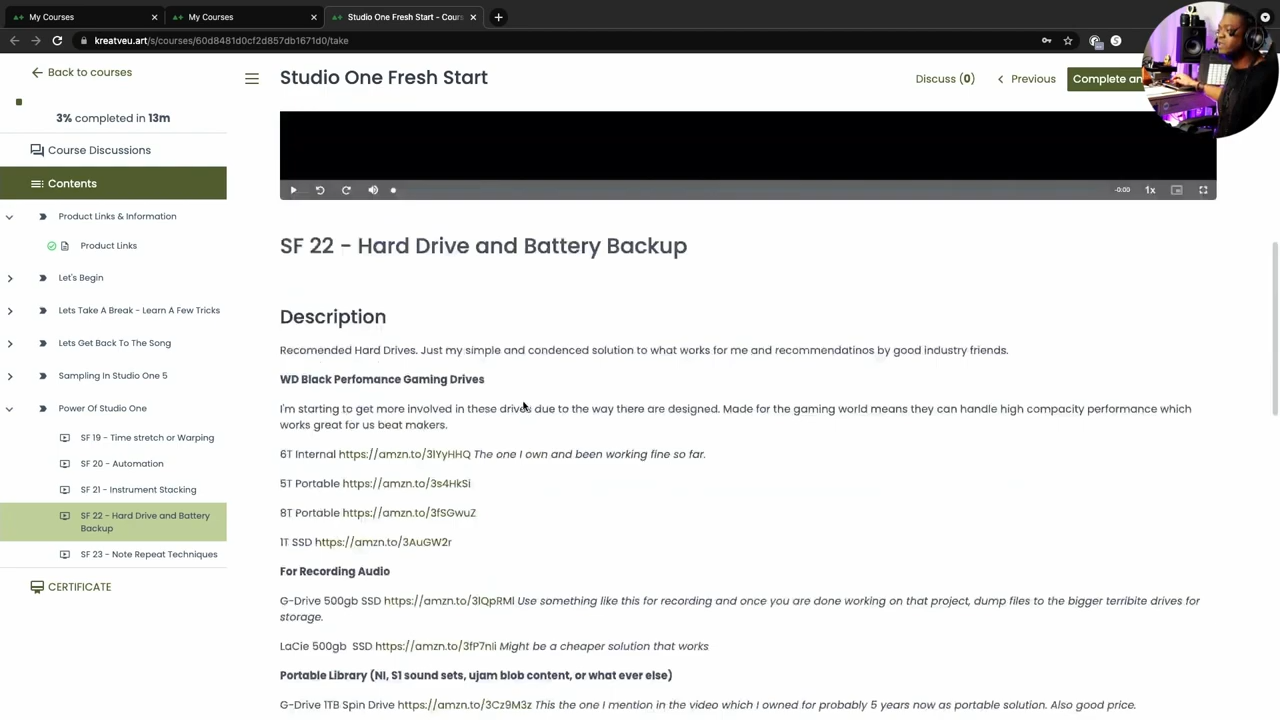 My Courses
My Courses
Studio One Fresh Start - Cours
kreatveu.art/s/courses/60d8481d0cf2d857db1671d0/take
Back to courses
Studio One Fresh Start
Discuss (0)
Previous
Complete an
3% completed in 13m
Course Discussions
Contents
Product Links & Information
Product Links
Let's Begin
Lets Take A Break - Learn A Few Tricks
Lets Get Back To The Song
Sampling In Studio One 5
Power Of Studio One
SF 19 - Time stretch or Warping
SF 20 - Automation
SF 21 - Instrument Stacking
SF 22 - Hard Drive and Battery
Backup
SF 23 - Note Repeat Techniques
CERTIFICATE
-0:00
1x
SF 22 - Hard Drive and Battery Backup
Description
Recomended Hard Drives. Just my simple and condenced solution to what works for me and recommendatinos by good industry friends.
WD Black Perfomance Gaming Drives
I'm starting to get more involved in these drives due to the way there are designed. Made for the gaming world means they can handle high compacity performance which
works great for us beat makers.
6T Internal https://amzn.to/3lYyHHQ The one I own and been working fine so far.
5T Portable https://amzn.to/3s4HkSi
8T Portable https://amzn.to/3fSGwuZ
1T SSD https://amzn.to/3AuGW2r
For Recording Audio
G-Drive 500gb SSD https://amzn.to/3lQpRMl Use something like this for recording and once you are done working on that project, dump files to the bigger terribite drives for
storage.
LaCie 500gb SSD https://amzn.to/3fP7nIi Might be a cheaper solution that works
Portable Library (NI, S1 sound sets, ujam blob content, or what ever else)
G-Drive 1TB Spin Drive https://amzn.to/3Cz9M3z This the one I mention in the video which I owned for probably 5 years now as portable solution. Also good price.